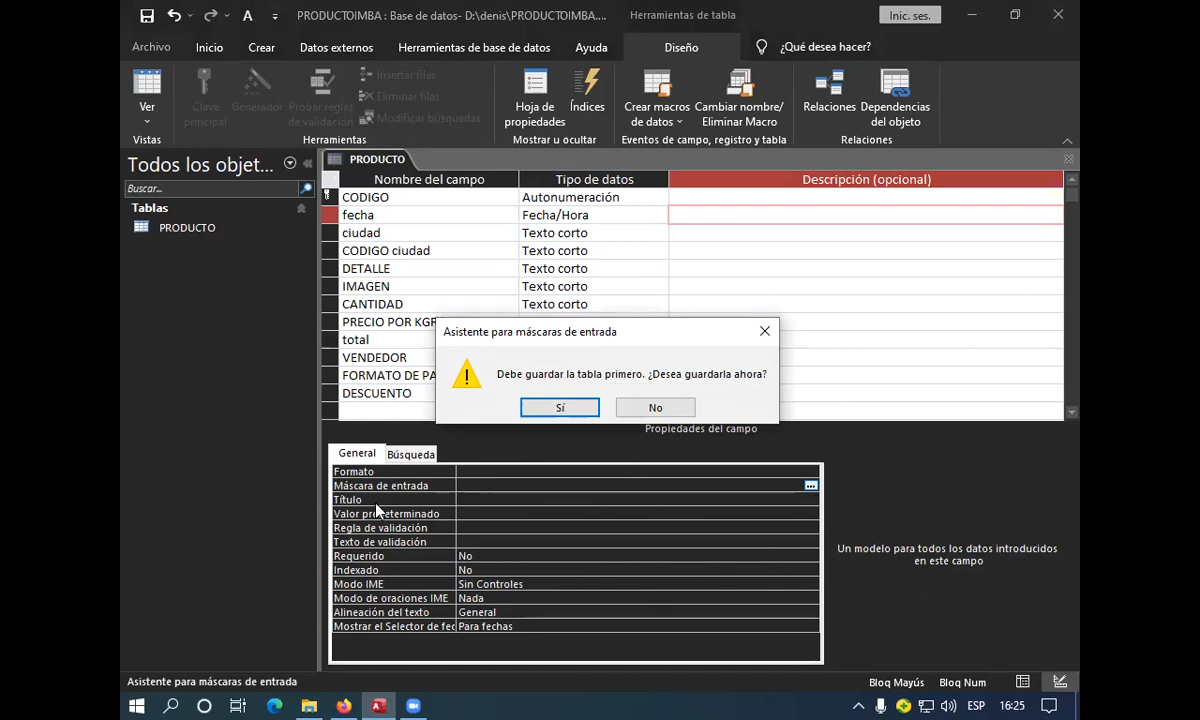 PRODUCTOIMBA : Base de datos- D:\denis\PRODUCTOIMBA....
Herramientas de tabla
Inic. ses.
Archivo
Inicio
Crear
Datos externos
Herramientas de base de datos
Ayuda
Diseño
¿Qué desea hacer?
Ver
Clave principal
Generador
Probar reglas de validación
Insertar filas
Eliminar filas
Modificar búsquedas
Hoja de propiedades
Índices
Crear macros de datos
Cambiar nombre/ Eliminar Macro
Relaciones
Dependencias del objeto
Vistas
Herramientas
Mostrar u ocultar
Eventos de campo, registro y tabla
Relaciones
Todos los objet...
Buscar...
Tablas
PRODUCTO
PRODUCTO
Nombre del campo Tipo de datos Descripción (opcional)
CODIGO Autonumeración
fecha Fecha/Hora
ciudad Texto corto
CODIGO ciudad Texto corto
DETALLE Texto corto
IMAGEN Texto corto
CANTIDAD Texto corto
PRECIO POR KGR
total
VENDEDOR
FORMATO DE PA
DESCUENTO
Asistente para máscaras de entrada
Debe guardar la tabla primero. ¿Desea guardarla ahora?
Sí
No
Propiedades del campo
General Búsqueda
Formato
Máscara de entrada
Título
Valor predeterminado
Regla de validación
Texto de validación
Requerido No
Indexado No
Modo IME Sin Controles
Modo de oraciones IME Nada
Alineación del texto General
Mostrar el Selector de fec Para fechas
Un modelo para todos los datos introducidos
en este campo
Asistente para máscaras de entrada
Bloq Mayús
Bloq Num
ESP
16:25